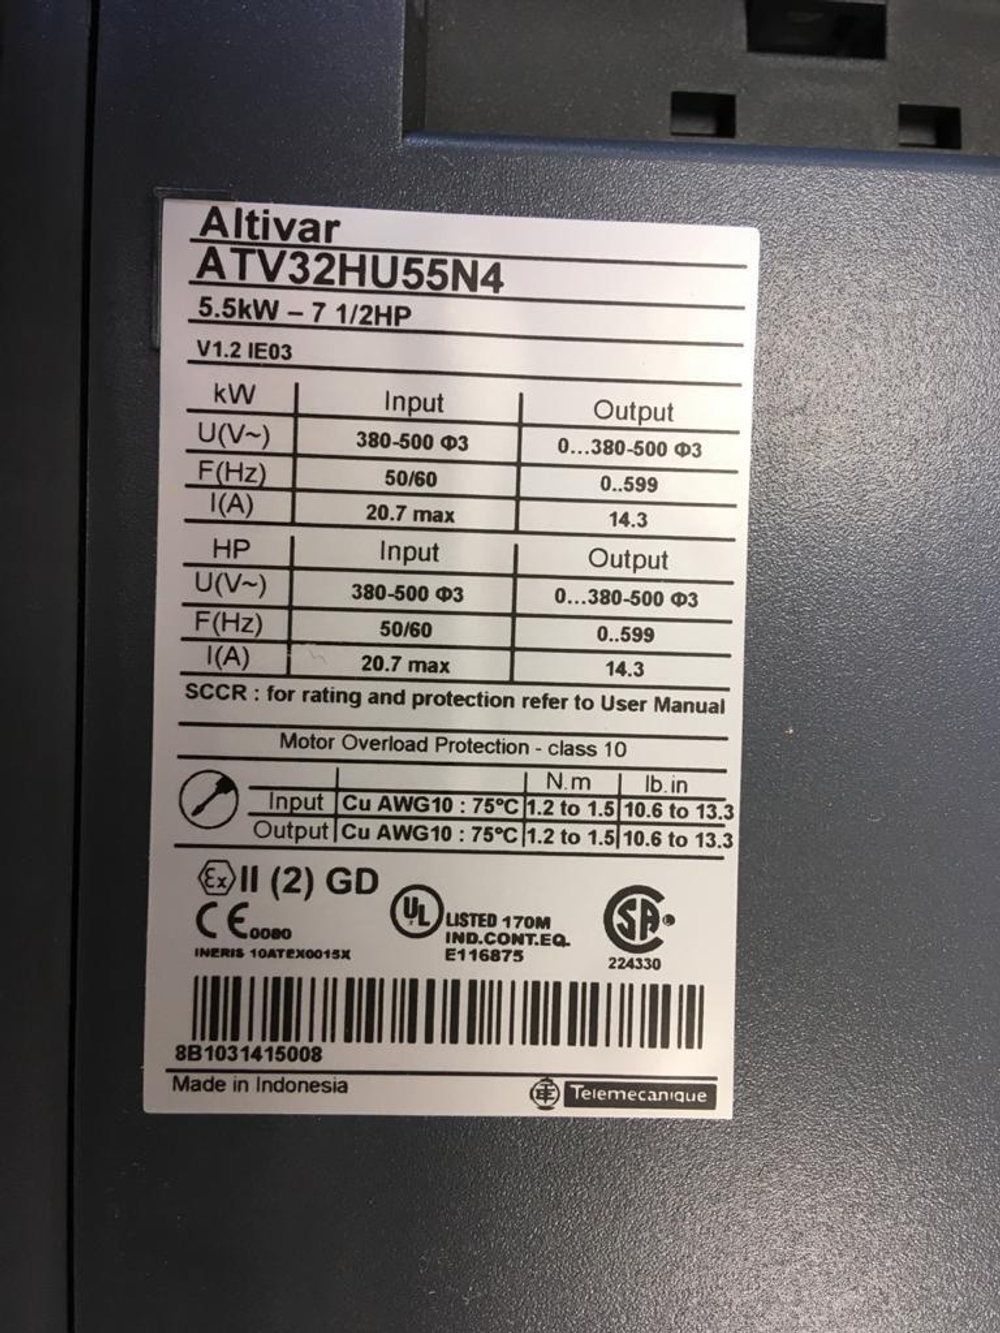 Altivar
ATV32HU55N4
5.5kW – 7 1/2HP
V1.2 IE03
kW Input Output
U(V~) 380-500 Φ3 0...380-500 Φ3
F(Hz) 50/60 0..599
I(A) 20.7 max 14.3
HP Input Output
U(V~) 380-500 Φ3 0...380-500 Φ3
F(Hz) 50/60 0..599
I(A) 20.7 max 14.3
SCCR : for rating and protection refer to User Manual
Motor Overload Protection - class 10
N.m lb.in
Input Cu AWG10 : 75°C 1.2 to 1.5 10.6 to 13.3
Output Cu AWG10 : 75°C 1.2 to 1.5 10.6 to 13.3
Ex II (2) GD
CE 0080
INERIS 10ATEX0015X
UL LISTED 170M
IND.CONT.EQ.
E116875
SA
224330
8B1031415008
Made in Indonesia
Telemecanique